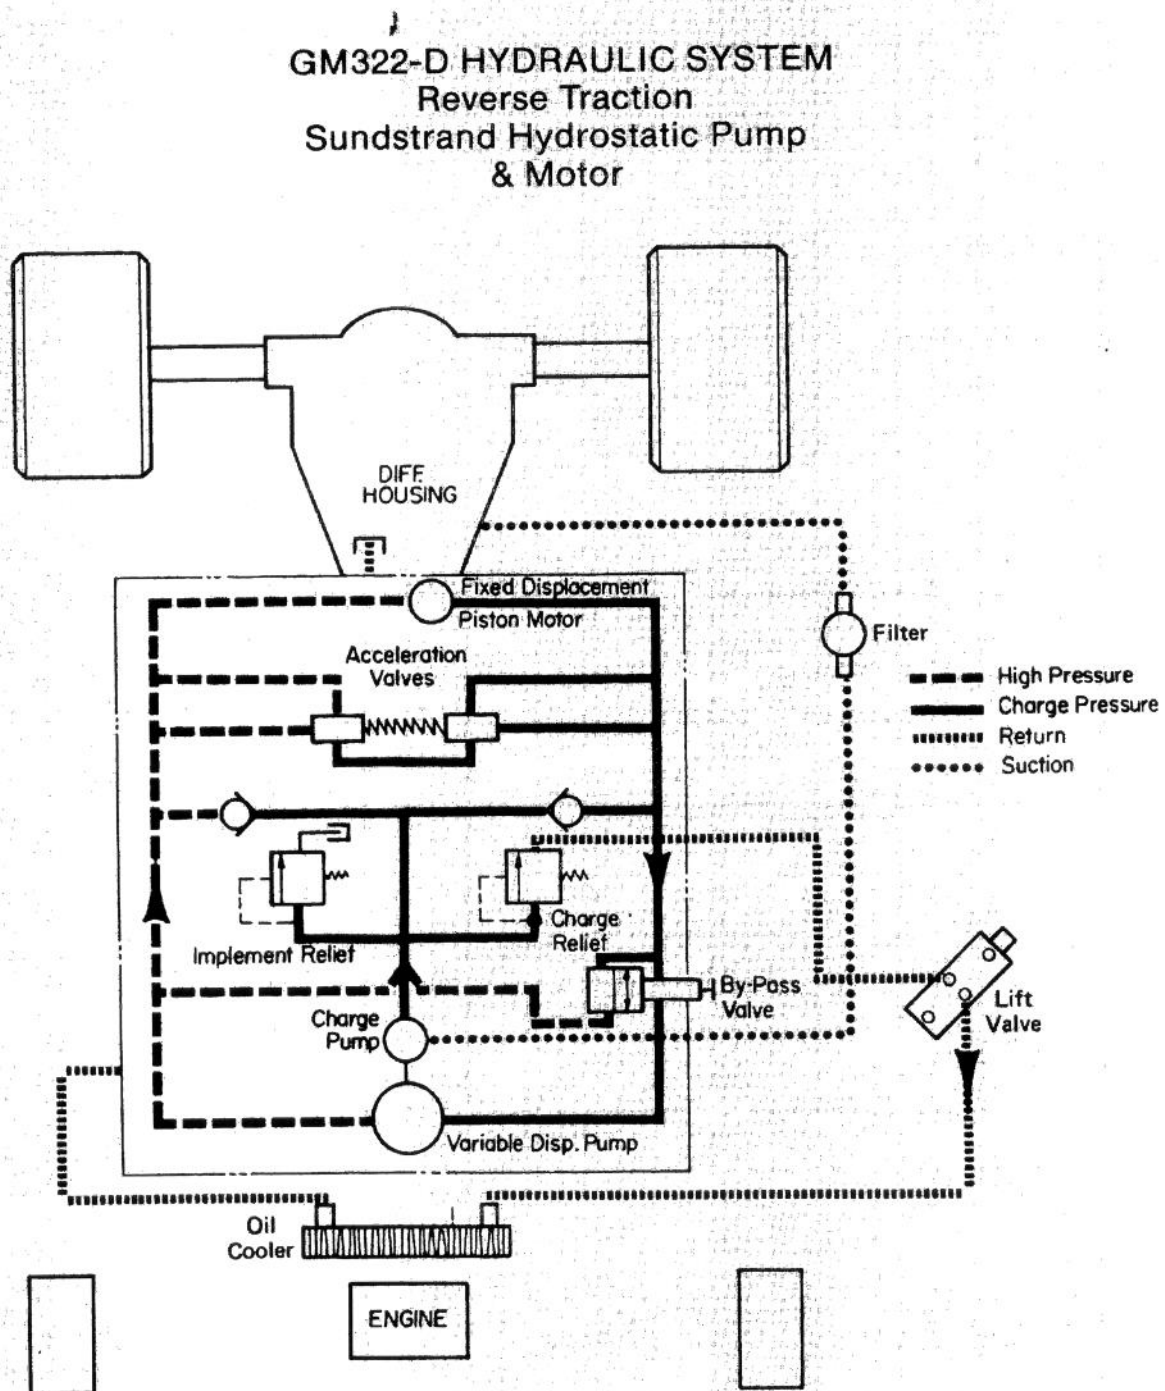 GM322-D HYDRAULIC SYSTEM
Reverse Traction
Sundstrand Hydrostatic Pump
& Motor
DIFF.
HOUSING
Fixed Displacement
Piston Motor
Filter
Acceleration
Valves
High Pressure
Charge Pressure
Return
Suction
Charge
Relief
Implement Relief
By-Pass
Valve
Lift
Valve
Charge
Pump
Variable Disp. Pump
Oil
Cooler
ENGINE